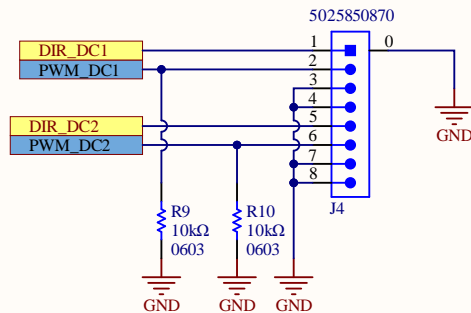 5025850870
DIR_DC1
PWM_DC1
DIR_DC2
PWM_DC2
1
2
3
4
5
6
7
8
0
GND
J4
R9
10kΩ
0603
R10
10kΩ
0603
GND
GND
GND